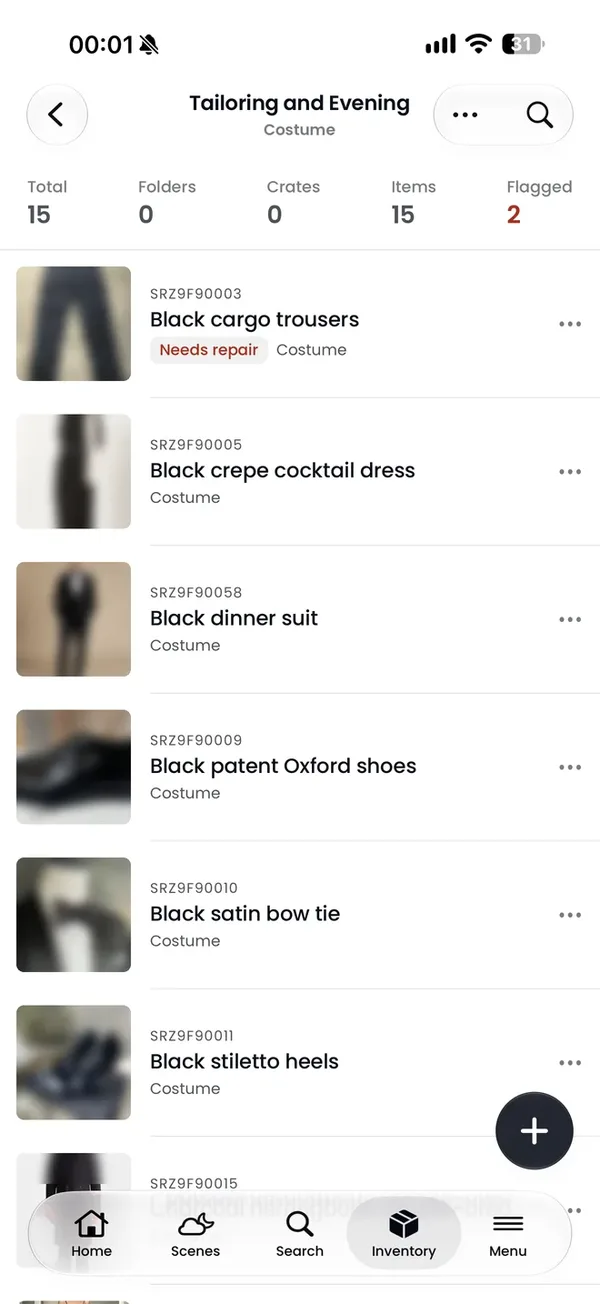 00:01
31
Tailoring and Evening
Costume
Total
15
Folders
0
Crates
0
Items
15
Flagged
2
SRZ9F90003
Black cargo trousers
Needs repair
Costume
SRZ9F90005
Black crepe cocktail dress
Costume
SRZ9F90058
Black dinner suit
Costume
SRZ9F90009
Black patent Oxford shoes
Costume
SRZ9F90010
Black satin bow tie
Costume
SRZ9F90011
Black stiletto heels
Costume
SRZ9F90015
Home
Scenes
Search
Inventory
Menu